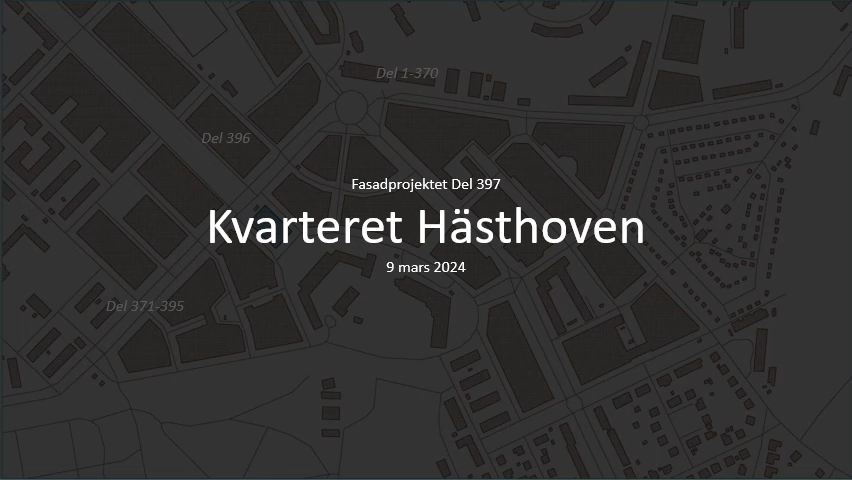 Del 1-370
Del 396
Fasadprojektet Del 397
Kvarteret Hästhoven
9 mars 2024
Del 371-395